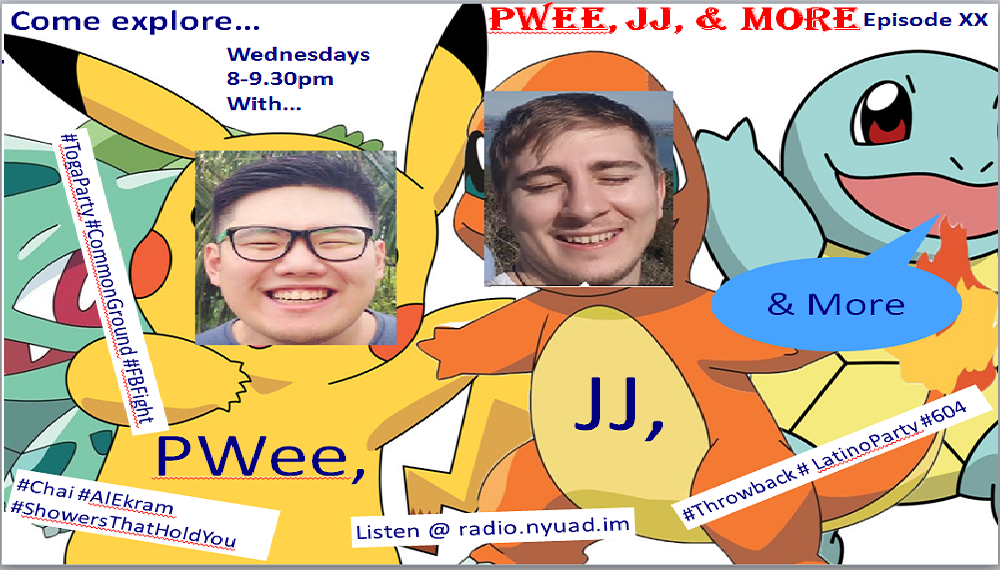 Come explore...
PWEE, JJ, & MORE
Episode XX
Wednesdays
8-9.30pm
With...
#TogaParty #CommonGround #FBFight
& More
JJ,
PWee,
#Throwback # LatinoParty #604
#Chai #AlEkram
#ShowersThatHoldYou
Listen @ radio.nyuad.im